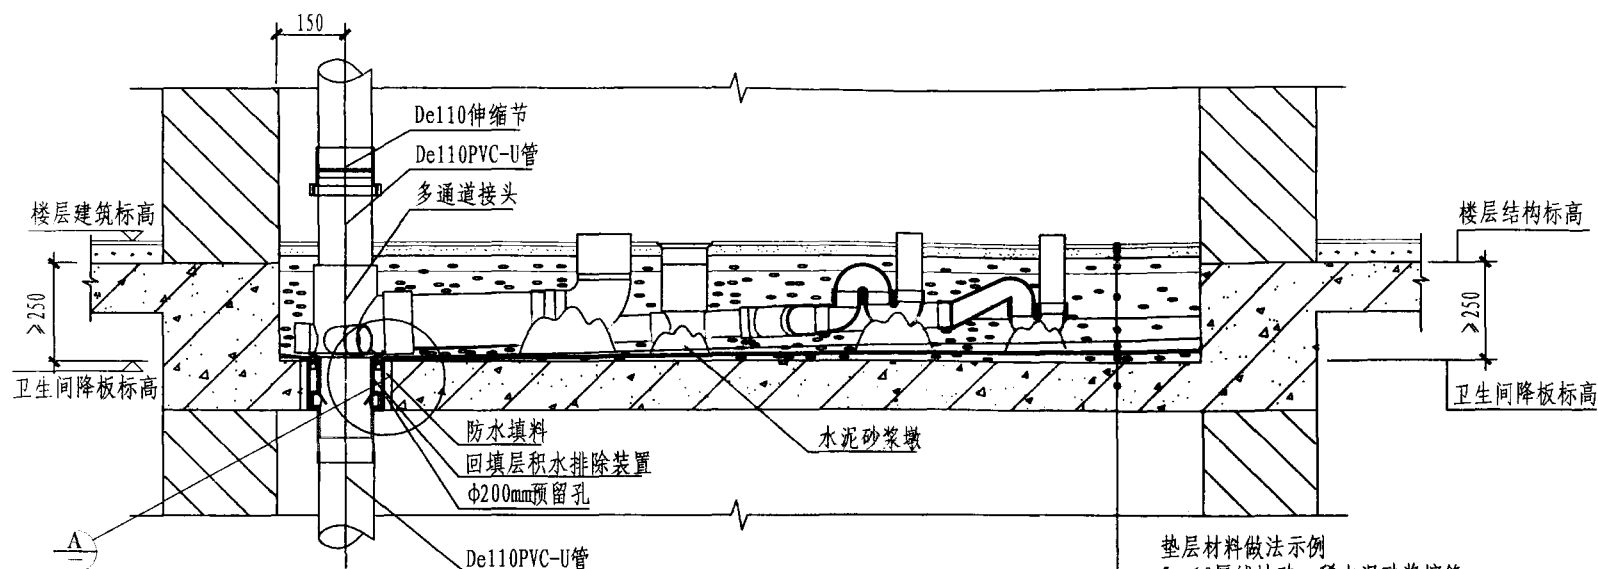 150
De110伸缩节
De110PVC-U管
多通道接头
楼层建筑标高
楼层结构标高
≥250
≥250
卫生间降板标高
卫生间降板标高
防水填料
水泥砂浆墩
回填层积水排除装置
ф200mm预留孔
A
De110PVC-U管
垫层材料做法示例